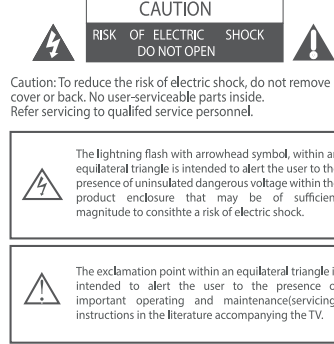 CAUTION
RISK OF ELECTRIC SHOCK
DO NOT OPEN
Caution: To reduce the risk of electric shock, do not remove
cover or back. No user-serviceable parts inside.
Refer servicing to qualifed service personnel.
The lightning flash with arrowhead symbol, within an
equilateral triangle is intended to alert the user to the
presence of uninsulated dangerous voltage within the
product enclosure that may be of sufficien
magnitude to consithte a risk of electric shock.
The exclamation point within an equilateral triangle i
intended to alert the user to the presence o
important operating and maintenance(servicing
instructions in the literature accompanying the TV.